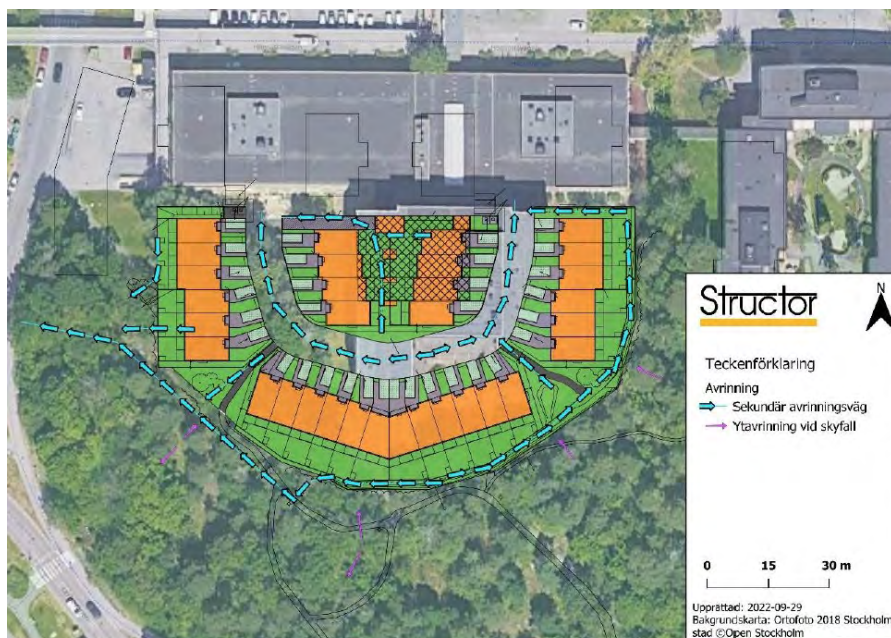 Structor
N
Teckenförklaring
Avrinning
Sekundär avrinningsväg
Ytavrinning vid skyfall
0 15 30 m
Upprättad: 2022-09-29
Bakgrundskarta: Ortofoto 2018 Stockholm
stad ©Open Stockholm